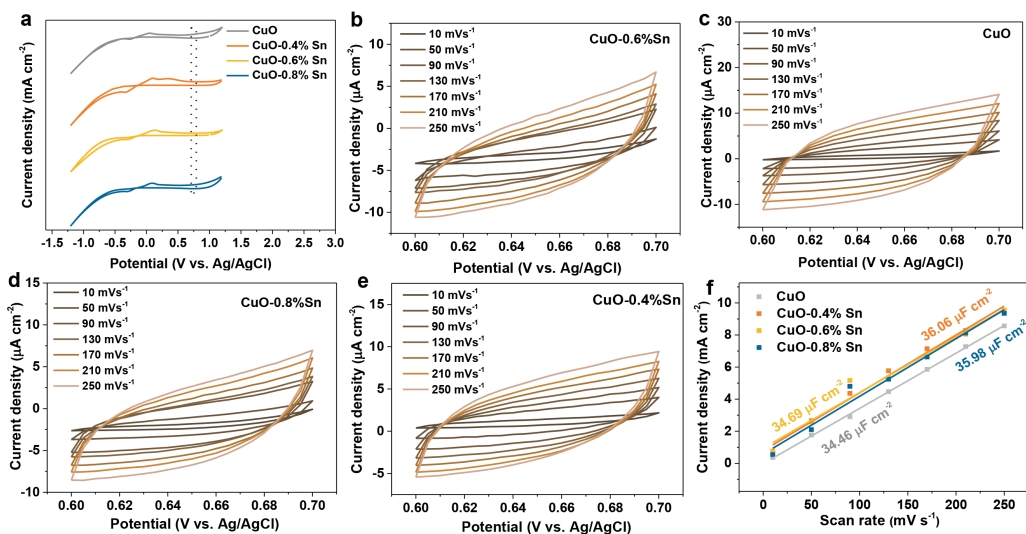 a
CuO
CuO-0.4% Sn
CuO-0.6% Sn
CuO-0.8% Sn
Current density (mA cm⁻²)
-1.5 -1.0 -0.5 0.0 0.5 1.0 1.5 2.0 2.5 3.0
Potential (V vs. Ag/AgCl)
b
CuO-0.6%Sn
10 mVs⁻¹
50 mVs⁻¹
90 mVs⁻¹
130 mVs⁻¹
170 mVs⁻¹
210 mVs⁻¹
250 mVs⁻¹
Current density (µA cm⁻²)
10
5
0
-5
-10
0.60 0.62 0.64 0.66 0.68 0.70
Potential (V vs. Ag/AgCl)
c
CuO
10 mVs⁻¹
50 mVs⁻¹
90 mVs⁻¹
130 mVs⁻¹
170 mVs⁻¹
210 mVs⁻¹
250 mVs⁻¹
Current density (µA cm⁻²)
30
20
10
0
-10
0.60 0.62 0.64 0.66 0.68 0.70
Potential (V vs. Ag/AgCl)
d
CuO-0.8%Sn
10 mVs⁻¹
50 mVs⁻¹
90 mVs⁻¹
130 mVs⁻¹
170 mVs⁻¹
210 mVs⁻¹
250 mVs⁻¹
Current density (µA cm⁻²)
15
10
5
0
-5
-10
0.60 0.62 0.64 0.66 0.68 0.70
Potential (V vs. Ag/AgCl)
e
CuO-0.4%Sn
10 mVs⁻¹
50 mVs⁻¹
90 mVs⁻¹
130 mVs⁻¹
170 mVs⁻¹
210 mVs⁻¹
250 mVs⁻¹
Current density (µA cm⁻²)
15
10
5
0
-5
0.60 0.62 0.64 0.66 0.68 0.70
Potential (V vs. Ag/AgCl)
f
CuO
CuO-0.4% Sn
CuO-0.6% Sn
CuO-0.8% Sn
36.06 µF cm⁻²
35.98 µF cm⁻²
34.69 µF cm⁻²
34.46 µF cm⁻²
Current density (mA cm⁻²)
10
8
6
4
2
0
0 50 100 150 200 250
Scan rate (mV s⁻¹)